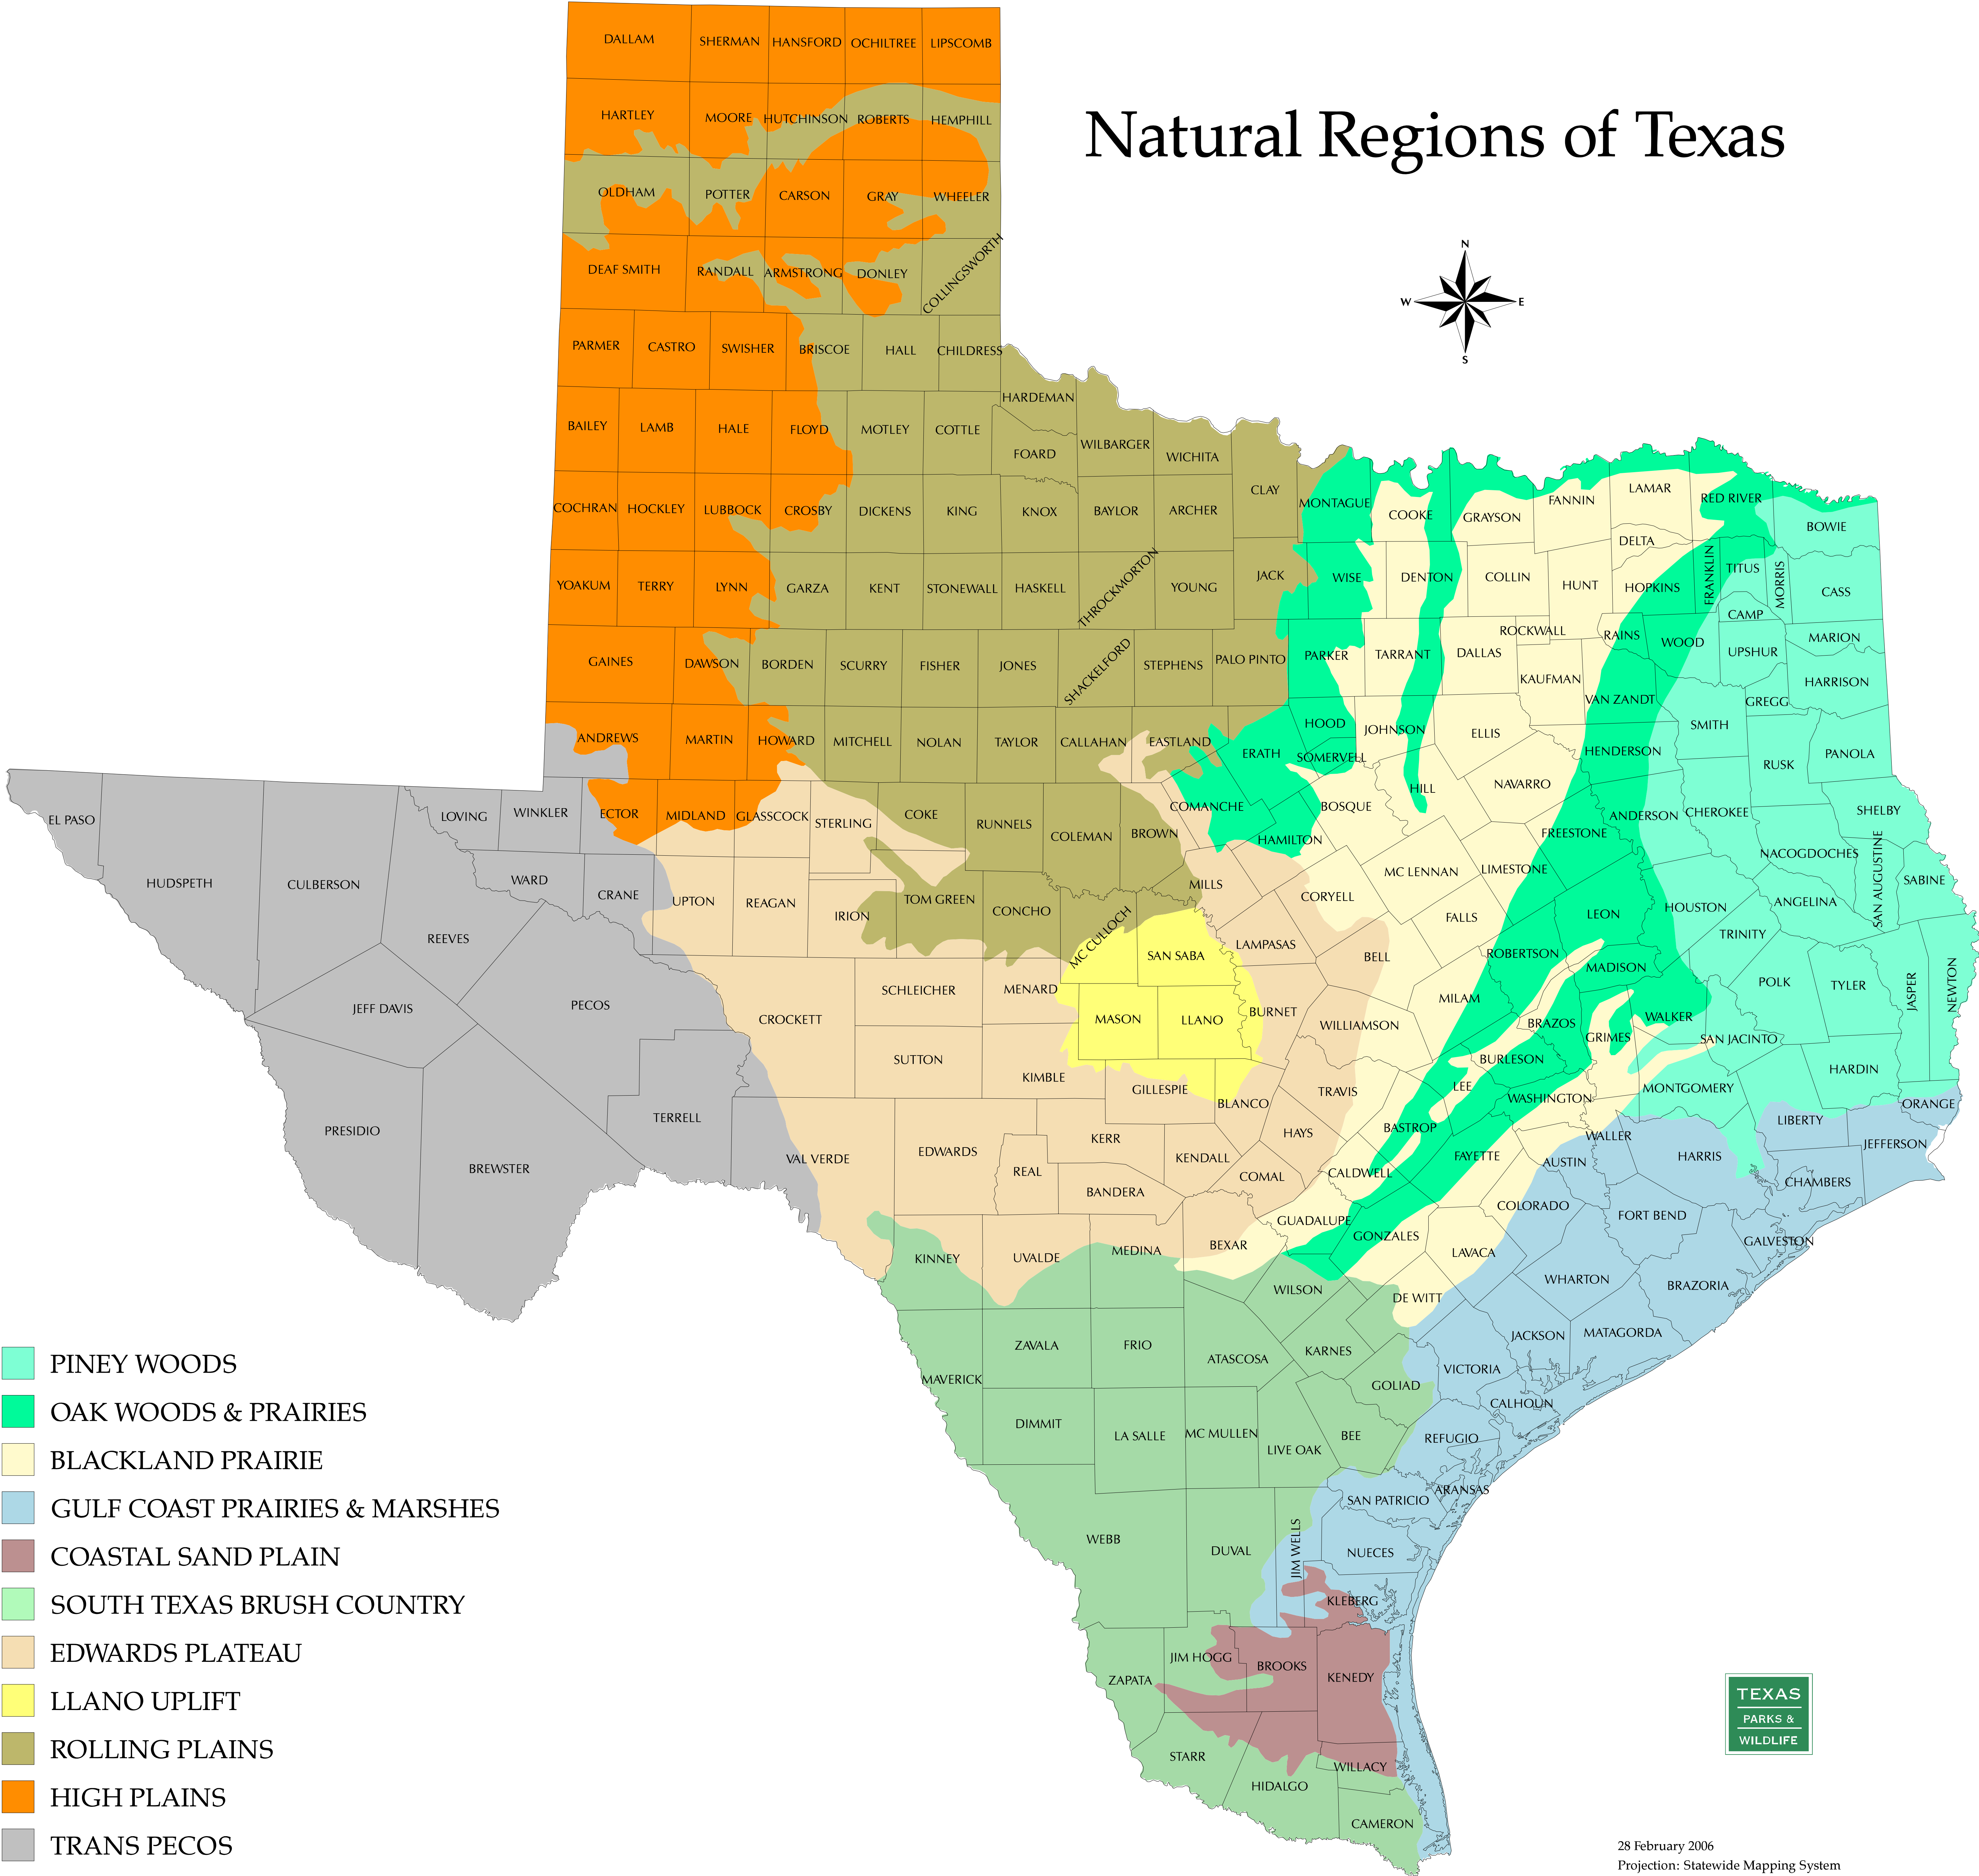 Natural Regions of Texas
N
W E
S
DALLAM SHERMAN HANSFORD OCHILTREE LIPSCOMB
HARTLEY MOORE HUTCHINSON ROBERTS HEMPHILL
OLDHAM POTTER CARSON GRAY WHEELER
DEAF SMITH RANDALL ARMSTRONG DONLEY COLLINGSWORTH
PARMER CASTRO SWISHER BRISCOE HALL CHILDRESS
HARDEMAN
BAILEY LAMB HALE FLOYD MOTLEY COTTLE FOARD WILBARGER WICHITA
CLAY MONTAGUE COOKE GRAYSON FANNIN LAMAR RED RIVER BOWIE
COCHRAN HOCKLEY LUBBOCK CROSBY DICKENS KING KNOX BAYLOR ARCHER
DELTA FRANKLIN TITUS MORRIS CASS
YOAKUM TERRY LYNN GARZA KENT STONEWALL HASKELL THROCKMORTON YOUNG JACK WISE DENTON COLLIN HUNT HOPKINS
CAMP
ROCKWALL RAINS WOOD UPSHUR MARION
GAINES DAWSON BORDEN SCURRY FISHER JONES SHACKELFORD STEPHENS PALO PINTO PARKER TARRANT DALLAS KAUFMAN VAN ZANDT GREGG HARRISON
ANDREWS MARTIN HOWARD MITCHELL NOLAN TAYLOR CALLAHAN EASTLAND ERATH HOOD SOMERVELL JOHNSON ELLIS HENDERSON SMITH RUSK PANOLA
EL PASO LOVING WINKLER ECTOR MIDLAND GLASSCOCK STERLING COKE RUNNELS COLEMAN BROWN COMANCHE HAMILTON BOSQUE HILL NAVARRO FREESTONE ANDERSON CHEROKEE SHELBY
HUDSPETH CULBERSON WARD CRANE UPTON REAGAN IRION TOM GREEN CONCHO MC CULLOCH MILLS CORYELL MC LENNAN LIMESTONE NACOGDOCHES SAN AUGUSTINE SABINE
REEVES SAN SABA LAMPASAS BELL FALLS ROBERTSON LEON HOUSTON ANGELINA TRINITY
JEFF DAVIS PECOS CROCKETT SCHLEICHER MENARD MASON LLANO BURNET WILLIAMSON MILAM BRAZOS MADISON GRIMES WALKER SAN JACINTO POLK TYLER JASPER NEWTON
SUTTON KIMBLE GILLESPIE BLANCO TRAVIS LEE BURLESON WASHINGTON MONTGOMERY HARDIN
PRESIDIO BREWSTER TERRELL VAL VERDE EDWARDS REAL KERR KENDALL HAYS BASTROP FAYETTE WALLER AUSTIN HARRIS LIBERTY ORANGE JEFFERSON
BANDERA COMAL CALDWELL CHAMBERS
KINNEY UVALDE MEDINA BEXAR GUADALUPE GONZALES LAVACA COLORADO FORT BEND GALVESTON
WILSON DE WITT WHARTON BRAZORIA
MAVERICK ZAVALA FRIO ATASCOSA KARNES GOLIAD VICTORIA JACKSON MATAGORDA
DIMMIT LA SALLE MC MULLEN LIVE OAK BEE REFUGIO CALHOUN
WEBB DUVAL JIM WELLS SAN PATRICIO ARANSAS
NUECES
KLEBERG
ZAPATA JIM HOGG BROOKS KENEDY
STARR HIDALGO WILLACY
CAMERON
PINEY WOODS
OAK WOODS & PRAIRIES
BLACKLAND PRAIRIE
GULF COAST PRAIRIES & MARSHES
COASTAL SAND PLAIN
SOUTH TEXAS BRUSH COUNTRY
EDWARDS PLATEAU
LLANO UPLIFT
ROLLING PLAINS
HIGH PLAINS
TRANS PECOS
TEXAS
PARKS &
WILDLIFE
28 February 2006
Projection: Statewide Mapping System